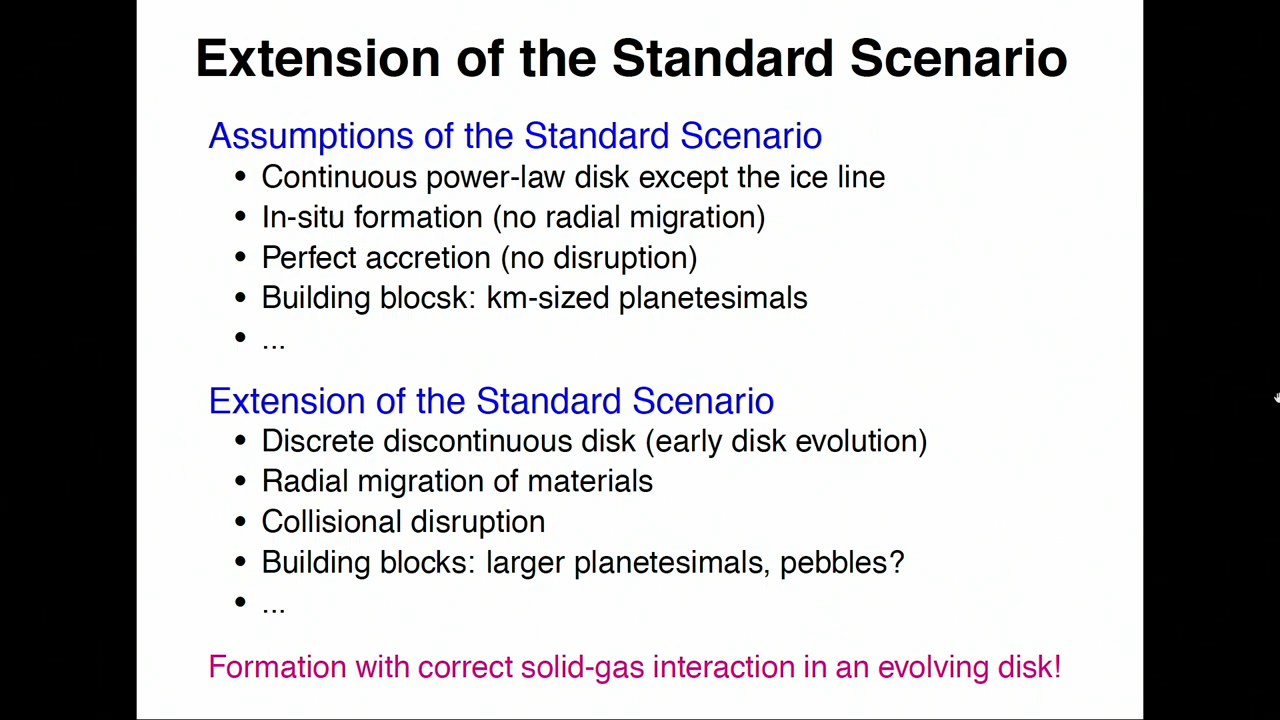 Extension of the Standard Scenario
Assumptions of the Standard Scenario
• Continuous power-law disk except the ice line
• In-situ formation (no radial migration)
• Perfect accretion (no disruption)
• Building blocsk: km-sized planetesimals
• ...
Extension of the Standard Scenario
• Discrete discontinuous disk (early disk evolution)
• Radial migration of materials
• Collisional disruption
• Building blocks: larger planetesimals, pebbles?
• ...
Formation with correct solid-gas interaction in an evolving disk!